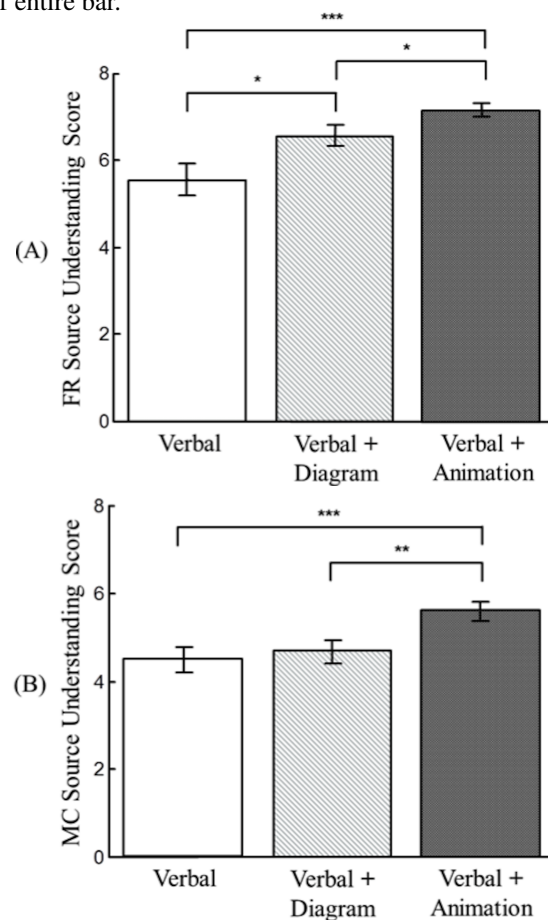 entire bar.
***
*
*
8
6
4
2
0
(A)
FR Source Understanding Score
Verbal
Verbal +
Diagram
Verbal +
Animation
8
6
4
2
0
(B)
MC Source Understanding Score
***
**
Verbal
Verbal +
Diagram
Verbal +
Animation